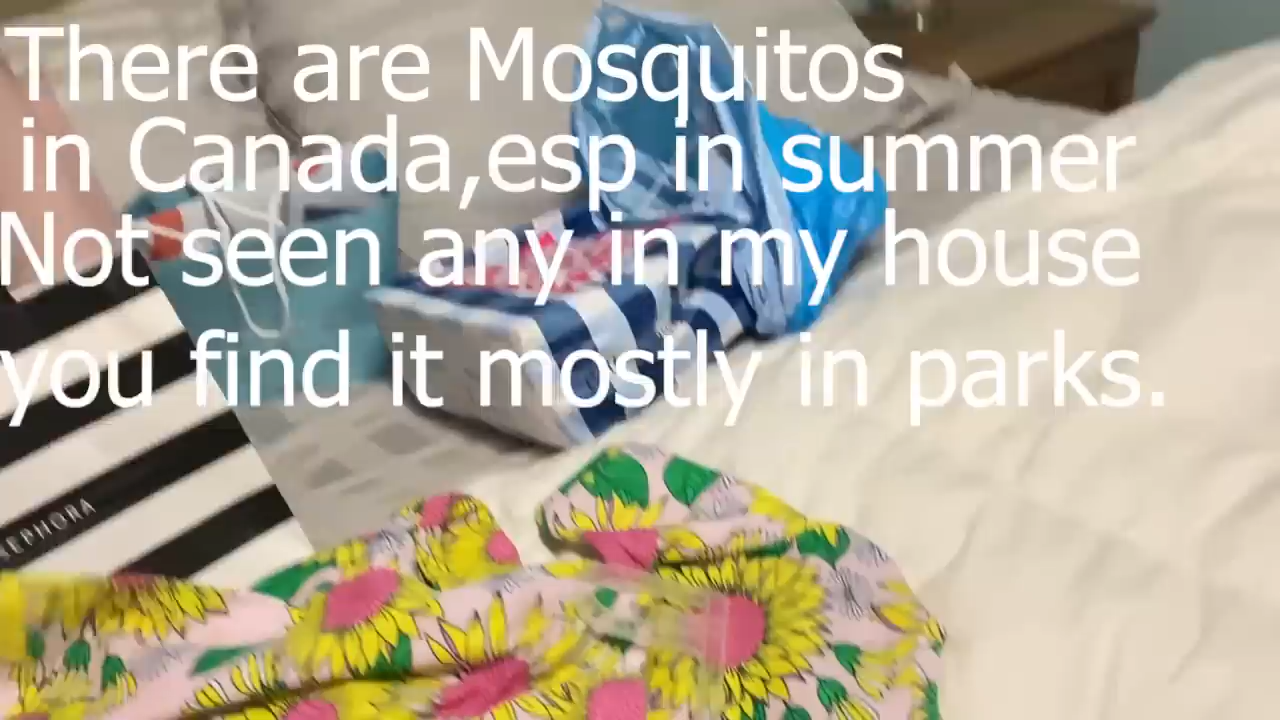 There are Mosquitos
in Canada,esp in summer
Not seen any in my house
you find it mostly in parks.
SEPHORA